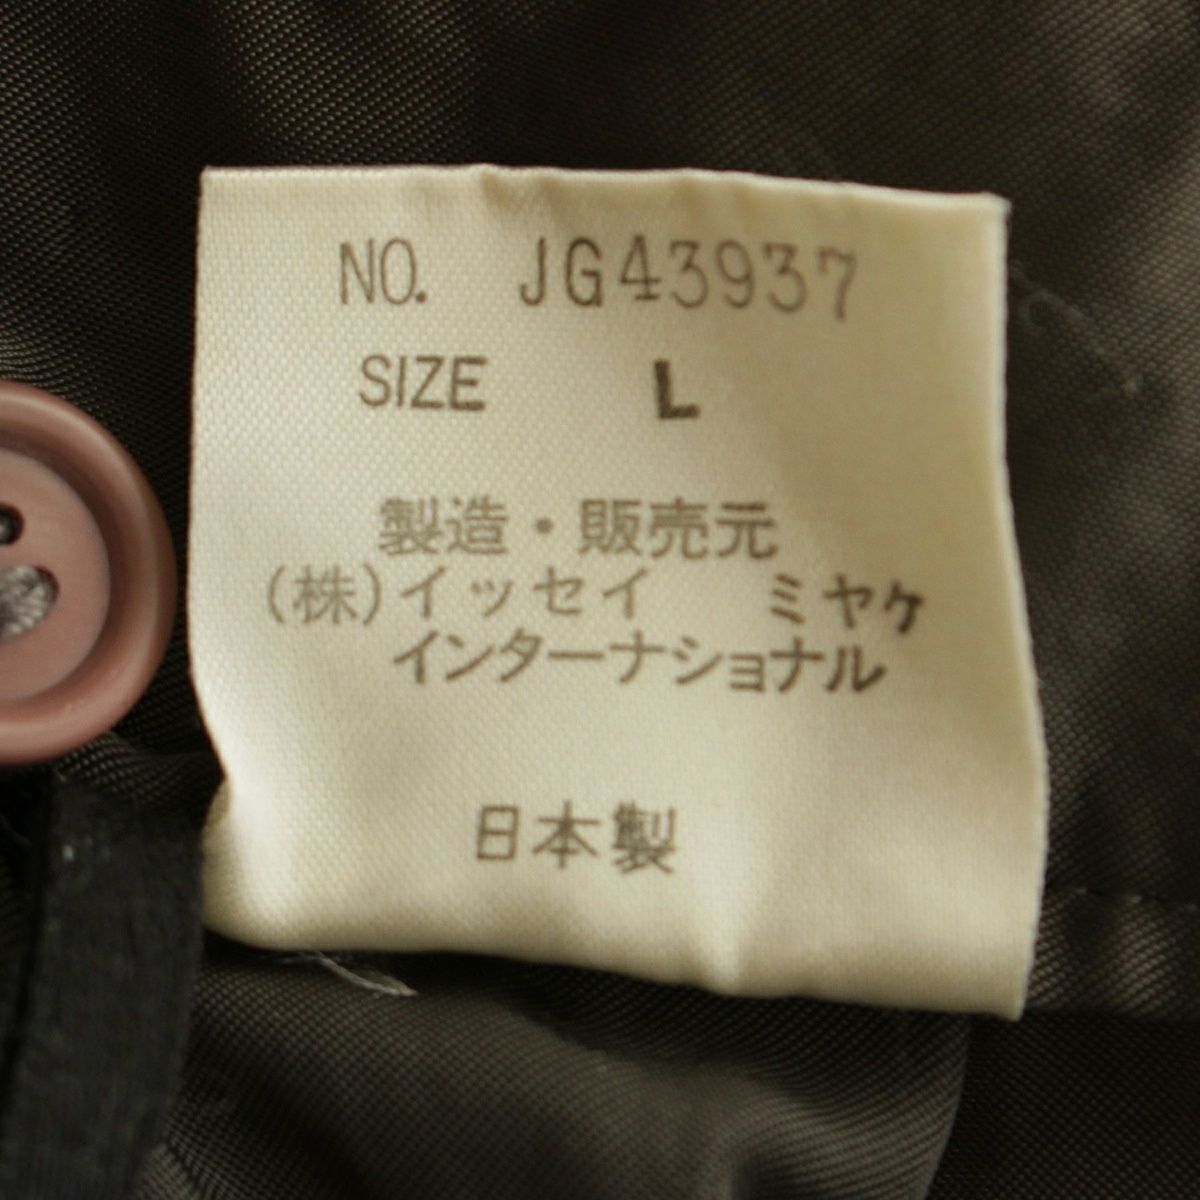 NO. JG43937
SIZE L
製造・販売元
(株)イッセイ ミヤケ
インターナショナル
日本製